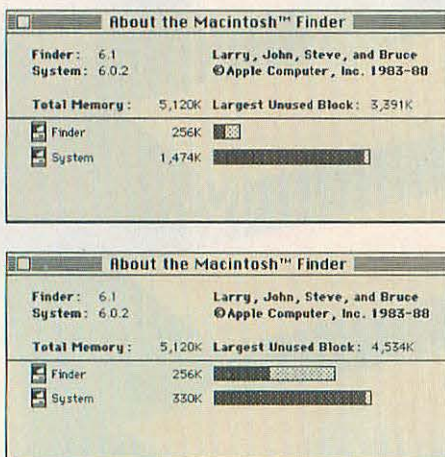 About the Macintosh™ Finder
Finder: 6.1 Larry, John, Steve, and Bruce
System: 6.0.2 ©Apple Computer, Inc. 1983-88
Total Memory: 5,120K Largest Unused Block: 3,391K
Finder 256K
System 1,474K
About the Macintosh™ Finder
Finder: 6.1 Larry, John, Steve, and Bruce
System: 6.0.2 ©Apple Computer, Inc. 1983-88
Total Memory: 5,120K Largest Unused Block: 4,534K
Finder 256K
System 330K